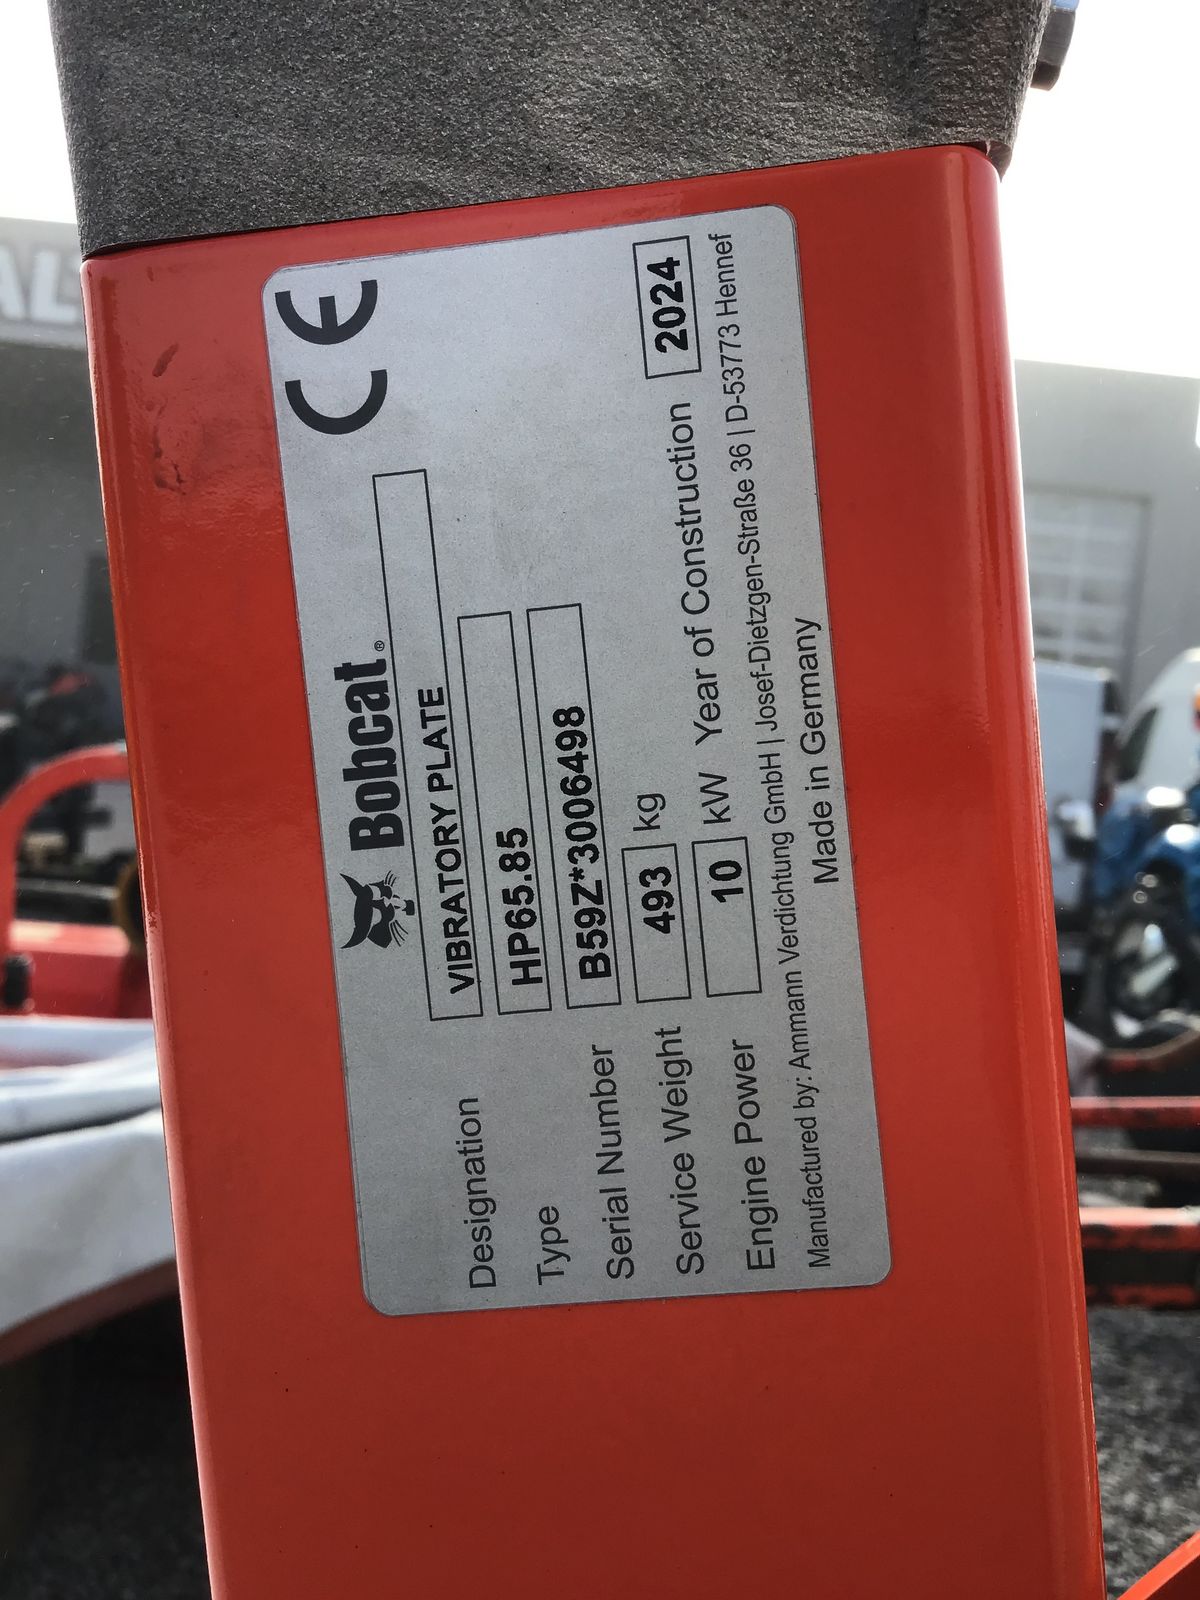 Bobcat®
CE
Designation VIBRATORY PLATE
Type HP65.85
Serial Number B59Z*3006498
Service Weight 493 kg
Engine Power 10 kW Year of Construction 2024
Manufactured by: Ammann Verdichtung GmbH | Josef-Dietzgen-Straße 36 | D-53773 Hennef
Made in Germany